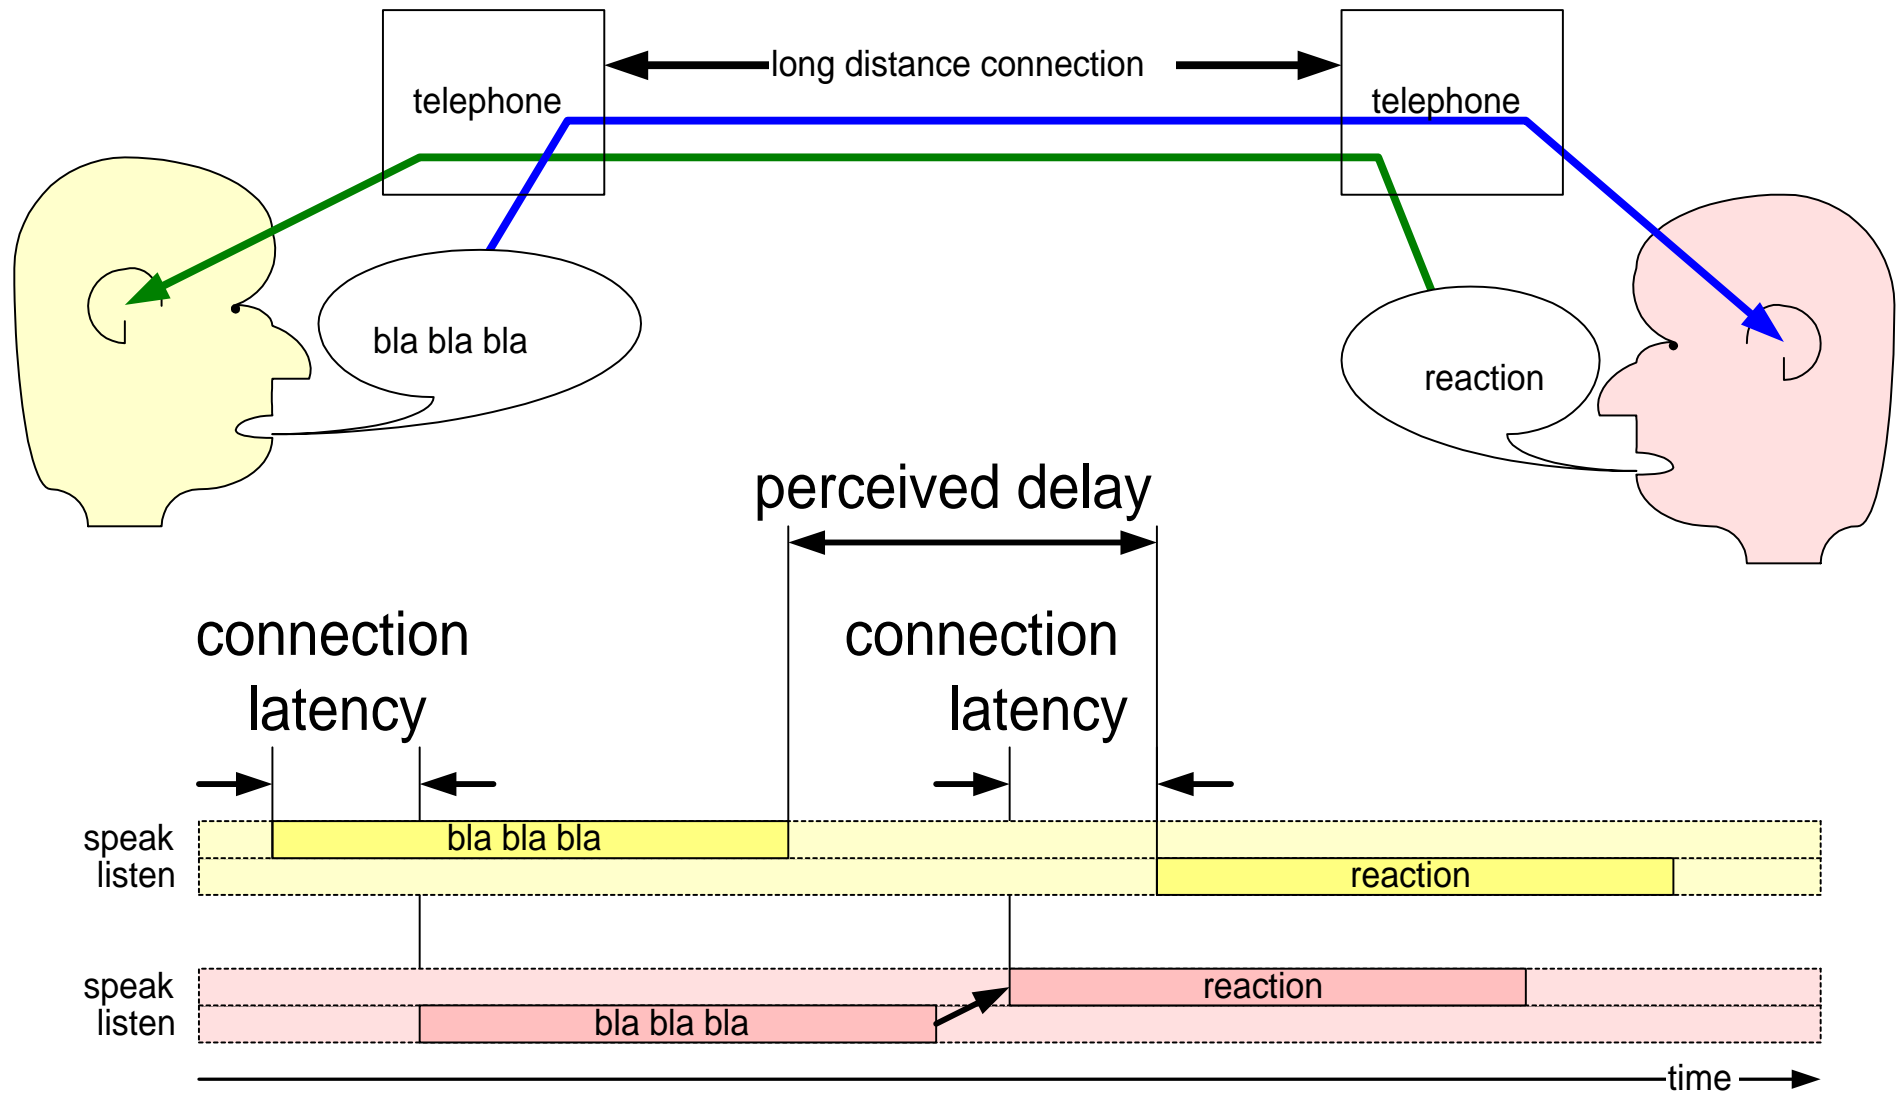 long distance connection
telephone
telephone
bla bla bla
reaction
perceived delay
connection
latency
connection
latency
speak
bla bla bla
listen
reaction
speak
reaction
listen
bla bla bla
time